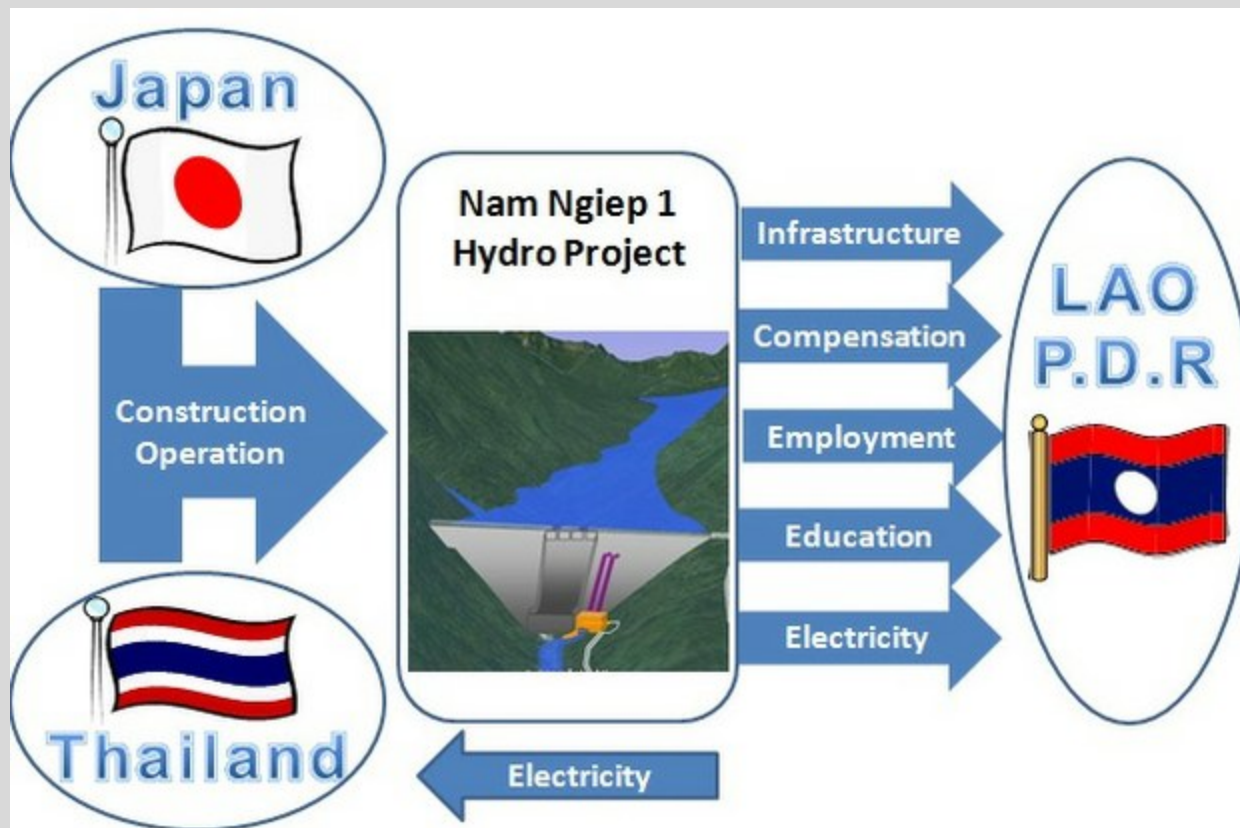 Japan
Nam Ngiep 1
Hydro Project
Construction
Operation
Infrastructure
Compensation
Employment
Education
Electricity
LAO
P.D.R
Thailand
Electricity